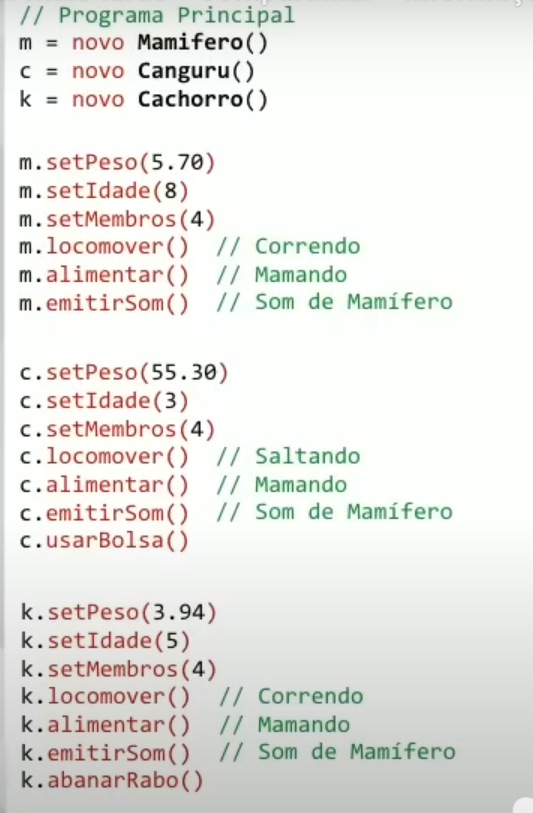 // Programa Principal
m = novo Mamifero()
c = novo Canguru()
k = novo Cachorro()
m.setPeso(5.70)
m.setIdade(8)
m.setMembros(4)
m.locomover() // Correndo
m.alimentar() // Mamando
m.emitirSom() // Som de Mamífero
c.setPeso(55.30)
c.setIdade(3)
c.setMembros(4)
c.locomover() // Saltando
c.alimentar() // Mamando
c.emitirSom() // Som de Mamífero
c.usarBolsa()
k.setPeso(3.94)
k.setIdade(5)
k.setMembros(4)
k.locomover() // Correndo
k.alimentar() // Mamando
k.emitirSom() // Som de Mamífero
k.abanarRabo()